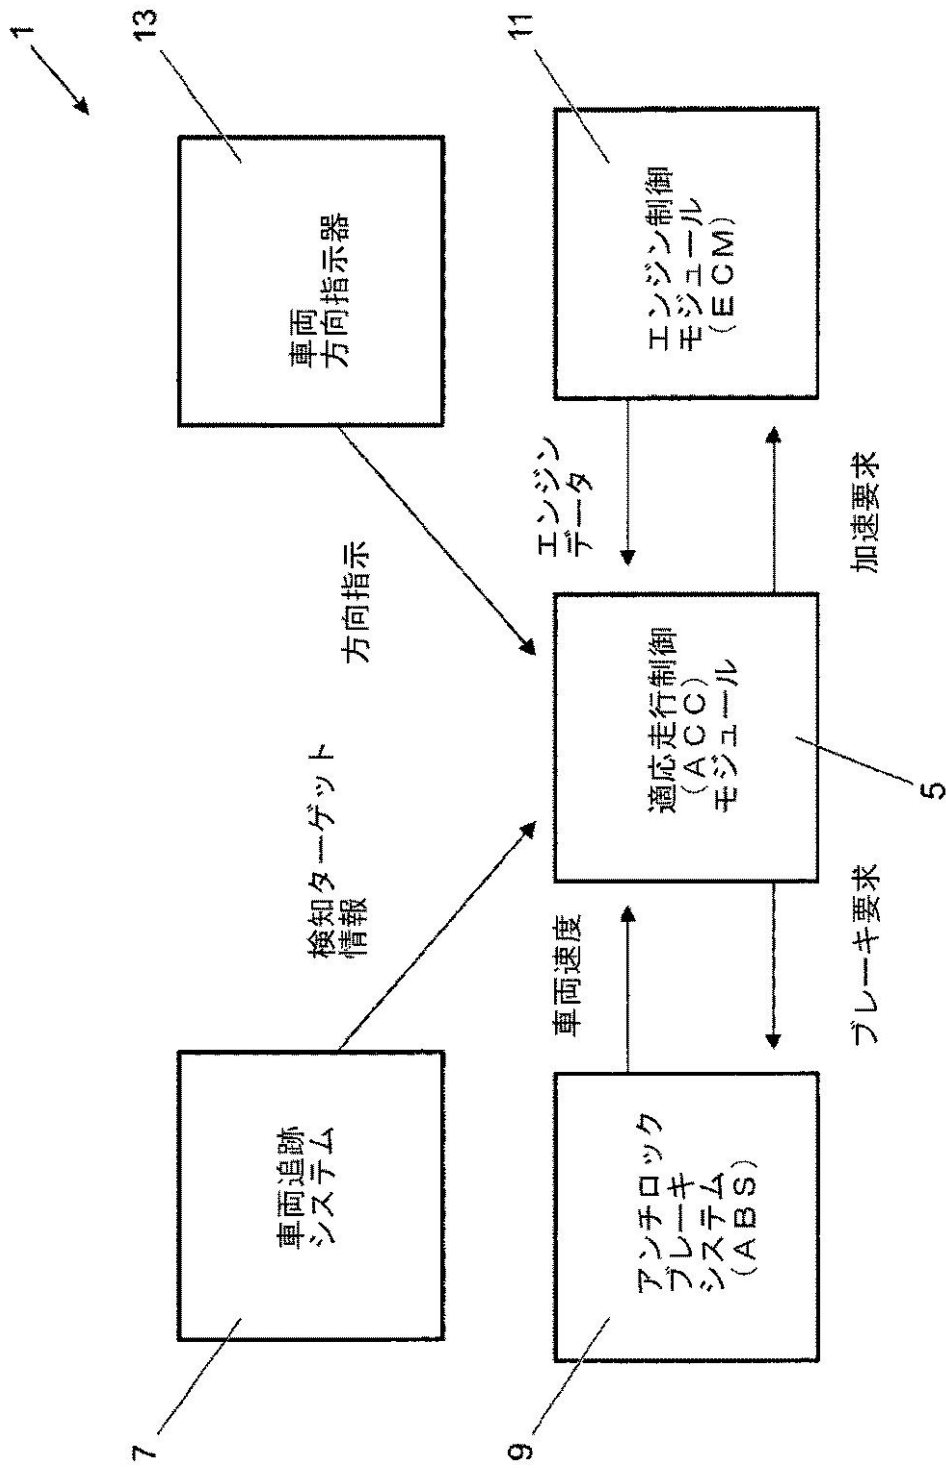 1
7
車両追跡
システム
検知ターゲット
情報
方向指示
車両
方向指示器
13
9
アンチロック
ブレーキ
システム
(ABS)
車両速度
ブレーキ要求
適応走行制御
(ACC)
モジュール
5
エンジン
データ
加速要求
エンジン制御
モジュール
(ECM)
11